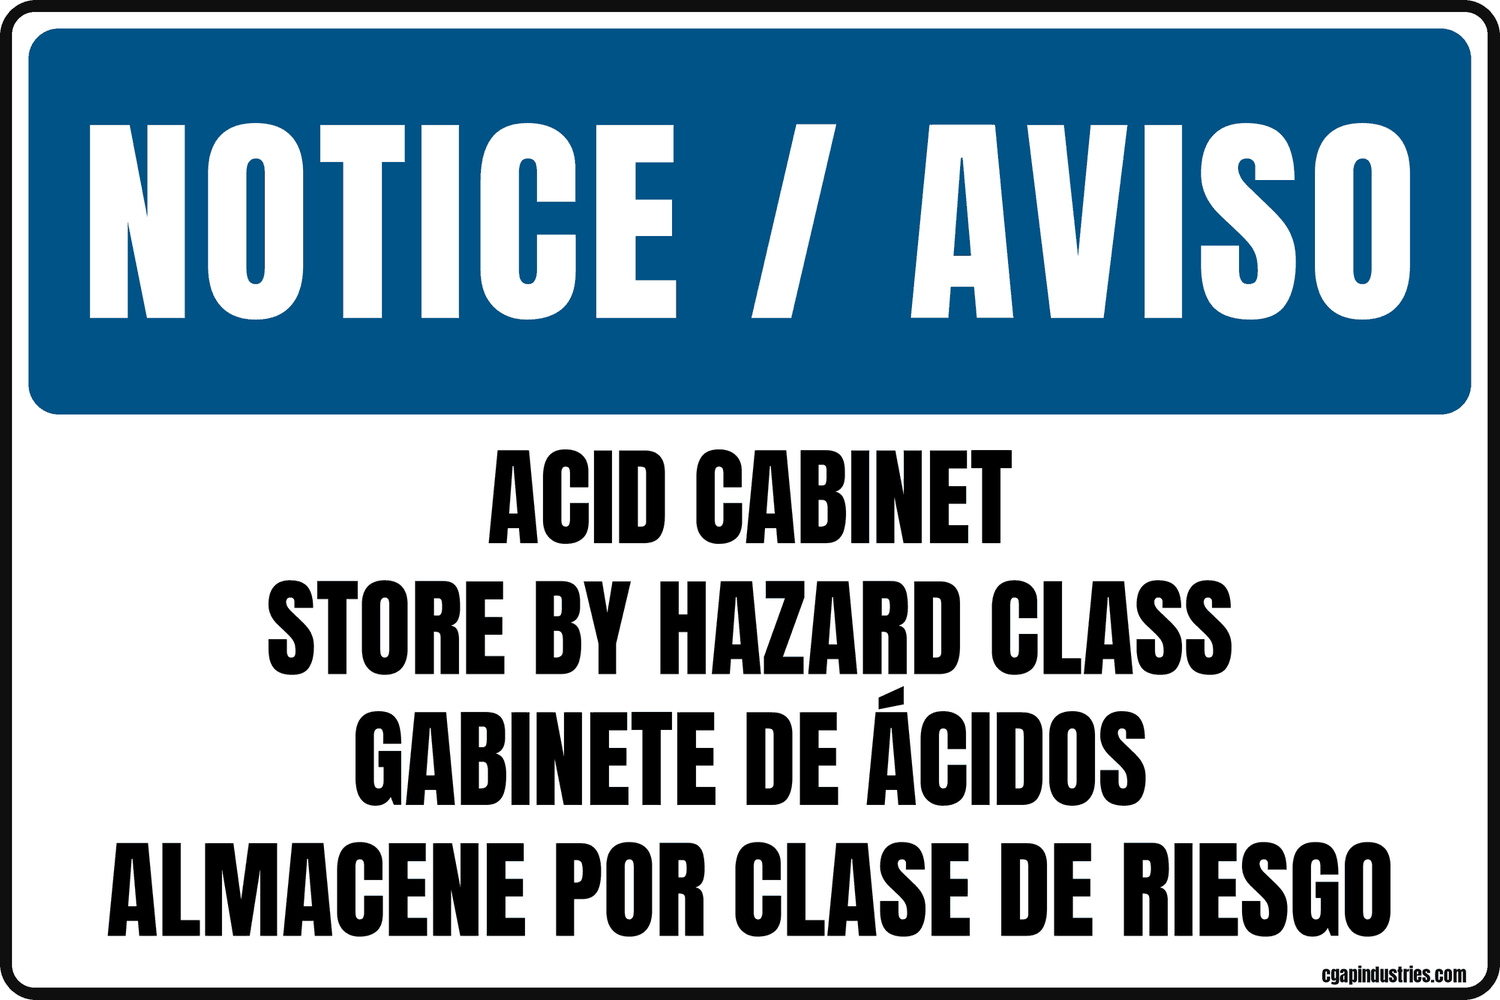 NOTICE / AVISO
ACID CABINET
STORE BY HAZARD CLASS
GABINETE DE ÁCIDOS
ALMACENE POR CLASE DE RIESGO
cgapindustries.com